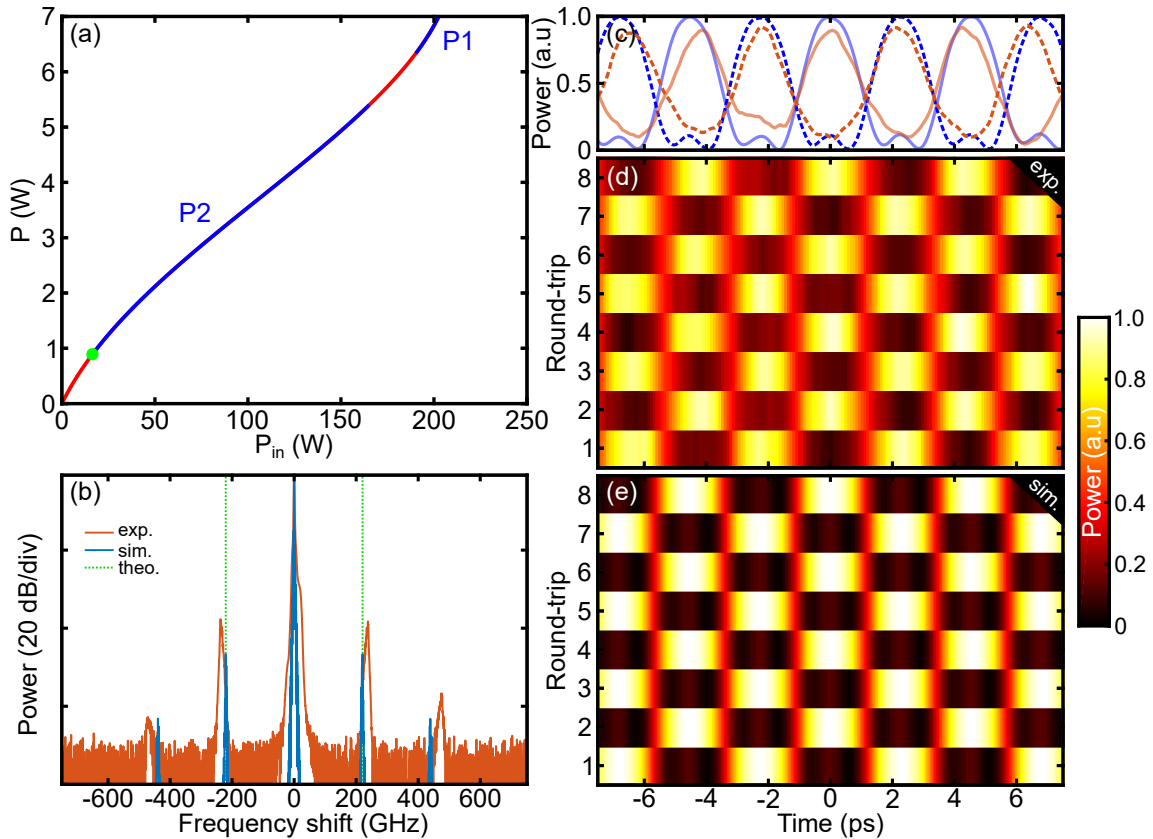 (a)
P1
P2
P (W)
7
6
5
4
3
2
1
0
0
50
100
150
200
250
P_in (W)
(b)
exp.
sim.
theo.
Power (20 dB/div)
-600
-400
-200
0
200
400
600
Frequency shift (GHz)
(c)
Power (a.u)
1.0
0.5
0
(d)
exp.
Round-trip
8
7
6
5
4
3
2
1
(e)
sim.
Round-trip
8
7
6
5
4
3
2
1
-6
-4
-2
0
2
4
6
Time (ps)
Power (a.u)
1.0
0.8
0.6
0.4
0.2
0